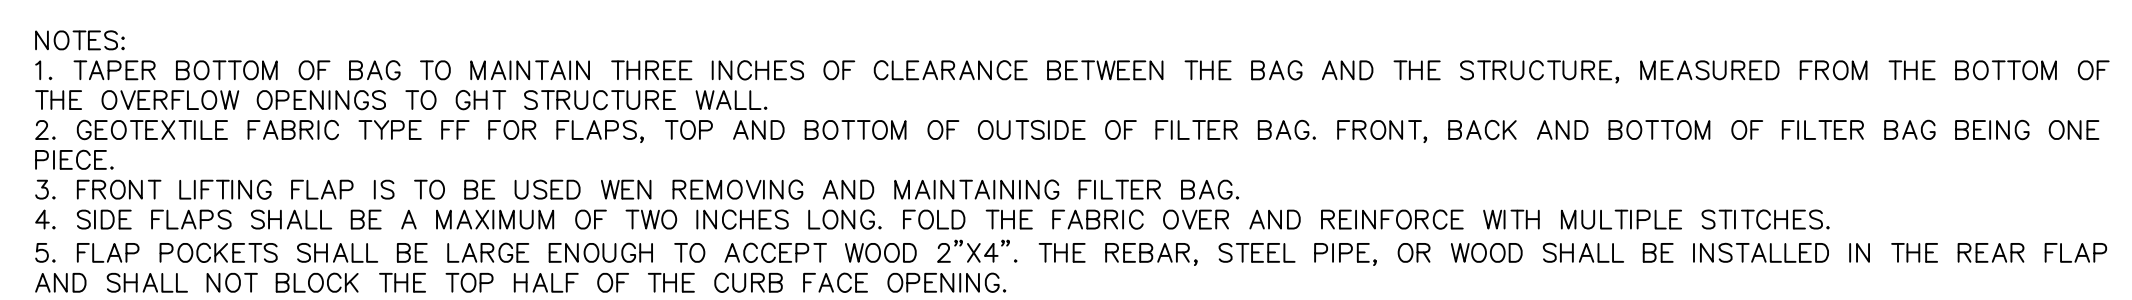 NOTES:
1. TAPER BOTTOM OF BAG TO MAINTAIN THREE INCHES OF CLEARANCE BETWEEN THE BAG AND THE STRUCTURE, MEASURED FROM THE BOTTOM OF
THE OVERFLOW OPENINGS TO GHT STRUCTURE WALL.
2. GEOTEXTILE FABRIC TYPE FF FOR FLAPS, TOP AND BOTTOM OF OUTSIDE OF FILTER BAG. FRONT, BACK AND BOTTOM OF FILTER BAG BEING ONE
PIECE.
3. FRONT LIFTING FLAP IS TO BE USED WEN REMOVING AND MAINTAINING FILTER BAG.
4. SIDE FLAPS SHALL BE A MAXIMUM OF TWO INCHES LONG. FOLD THE FABRIC OVER AND REINFORCE WITH MULTIPLE STITCHES.
5. FLAP POCKETS SHALL BE LARGE ENOUGH TO ACCEPT WOOD 2”X4”. THE REBAR, STEEL PIPE, OR WOOD SHALL BE INSTALLED IN THE REAR FLAP
AND SHALL NOT BLOCK THE TOP HALF OF THE CURB FACE OPENING.